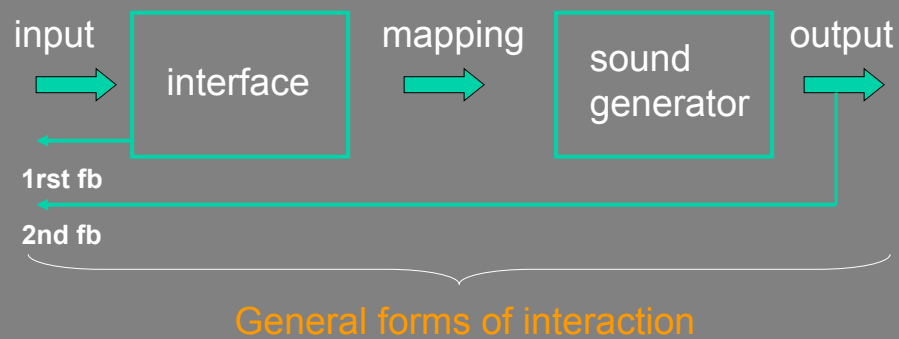 input
mapping
output
interface
sound
generator
1rst fb
2nd fb
General forms of interaction